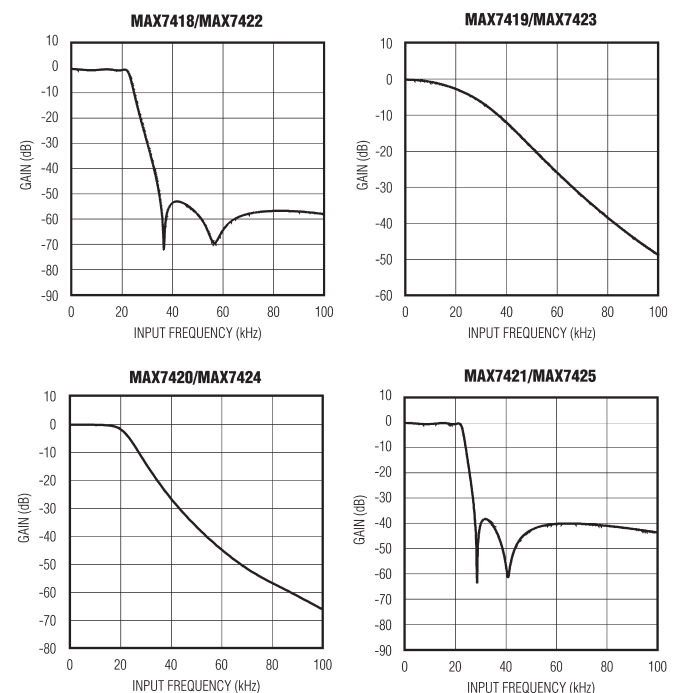 MAX7418/MAX7422
10
0
-10
-20
-30
-40
-50
-60
-70
-80
-90
GAIN (dB)
0 20 40 60 80 100
INPUT FREQUENCY (kHz)
MAX7419/MAX7423
10
0
-10
-20
-30
-40
-50
-60
GAIN (dB)
0 20 40 60 80 100
INPUT FREQUENCY (kHz)
MAX7420/MAX7424
10
0
-10
-20
-30
-40
-50
-60
-70
-80
GAIN (dB)
0 20 40 60 80 100
INPUT FREQUENCY (kHz)
MAX7421/MAX7425
10
0
-10
-20
-30
-40
-50
-60
-70
-80
-90
GAIN (dB)
0 20 40 60 80 100
INPUT FREQUENCY (kHz)